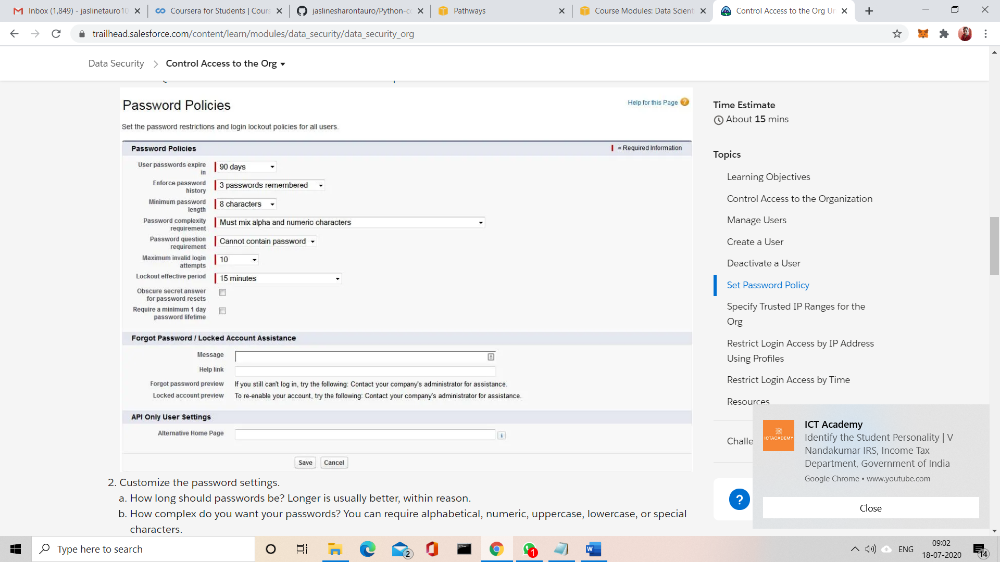 Inbox (1,849) - jaslinetauro10
Coursera for Students | Cours
jaslinesharontauro/Python-co
Pathways
Course Modules: Data Scient
Control Access to the Org Un
trailhead.salesforce.com/content/learn/modules/data_security/data_security_org
Data Security > Control Access to the Org
Password Policies
Help for this Page ?
Set the password restrictions and login lockout policies for all users.
Password Policies
= Required Information
User passwords expire
in
90 days
Enforce password
history
3 passwords remembered
Minimum password
length
8 characters
Password complexity
requirement
Must mix alpha and numeric characters
Password question
requirement
Cannot contain password
Maximum invalid login
attempts
10
Lockout effective period
15 minutes
Obscure secret answer
for password resets
Require a minimum 1 day
password lifetime
Forgot Password / Locked Account Assistance
Message
Help link
Forgot password preview
If you still can't log in, try the following: Contact your company's administrator for assistance.
Locked account preview
To re-enable your account, try the following: Contact your company's administrator for assistance.
API Only User Settings
Alternative Home Page
i
Save
Cancel
2. Customize the password settings.
a. How long should passwords be? Longer is usually better, within reason.
b. How complex do you want your passwords? You can require alphabetical, numeric, uppercase, lowercase, or special
characters.
Time Estimate
About 15 mins
Topics
Learning Objectives
Control Access to the Organization
Manage Users
Create a User
Deactivate a User
Set Password Policy
Specify Trusted IP Ranges for the
Org
Restrict Login Access by IP Address
Using Profiles
Restrict Login Access by Time
Resources
Challe
?
ICTACADEMY
ICT Academy
Identify the Student Personality | V
Nandakumar IRS, Income Tax
Department, Government of India
Google Chrome • www.youtube.com
Close
Type here to search
2
1
W
ENG
09:02
18-07-2020
14